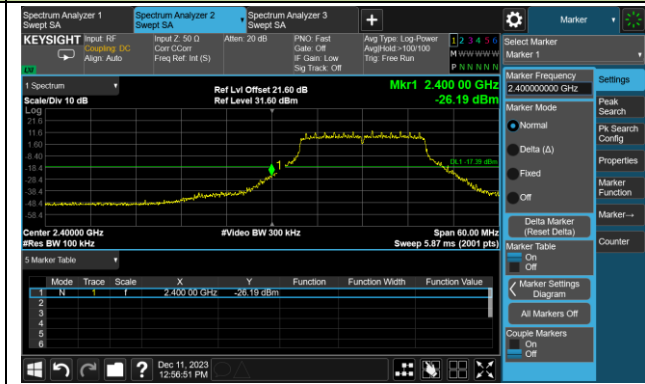 Spectrum Analyzer 1
Swept SA
Spectrum Analyzer 2
Swept SA
Spectrum Analyzer 3
Swept SA
+
Marker
KEYSIGHT
Input: RF
Coupling: DC
Align: Auto
Input Z: 50 Ω
Corr CCorr
Freq Ref: Int (S)
Atten: 20 dB
PNO: Fast
Gate: Off
IF Gain: Low
Sig Track: Off
Avg Type: Log-Power
Avg|Hold:>100/100
Trig: Free Run
1 2 3 4 5 6
M W W W W W
P N N N N N
LXI
Select Marker
Marker 1
1 Spectrum
Scale/Div 10 dB
Ref Lvl Offset 21.60 dB
Ref Level 31.60 dBm
Mkr1 2.400 00 GHz
-26.19 dBm
Log
21.6
11.6
1.60
-8.40
-18.4
-28.4
-38.4
-48.4
-58.4
1
DL1 -17.39 dBm
Center 2.40000 GHz
#Res BW 100 kHz
#Video BW 300 kHz
Span 60.00 MHz
Sweep 5.87 ms (2001 pts)
5 Marker Table
Mode Trace Scale X Y Function Function Width Function Value
1 N 1 f 2.400 00 GHz -26.19 dBm
2
3
4
5
6
Marker Frequency
2.400000000 GHz
Marker Mode
Normal
Delta (Δ)
Fixed
Off
Delta Marker
(Reset Delta)
Marker Table
On
Off
Marker Settings
Diagram
All Markers Off
Couple Markers
On
Off
Settings
Peak
Search
Pk Search
Config
Properties
Marker
Function
Marker→
Counter
?
Dec 11, 2023
12:56:51 PM